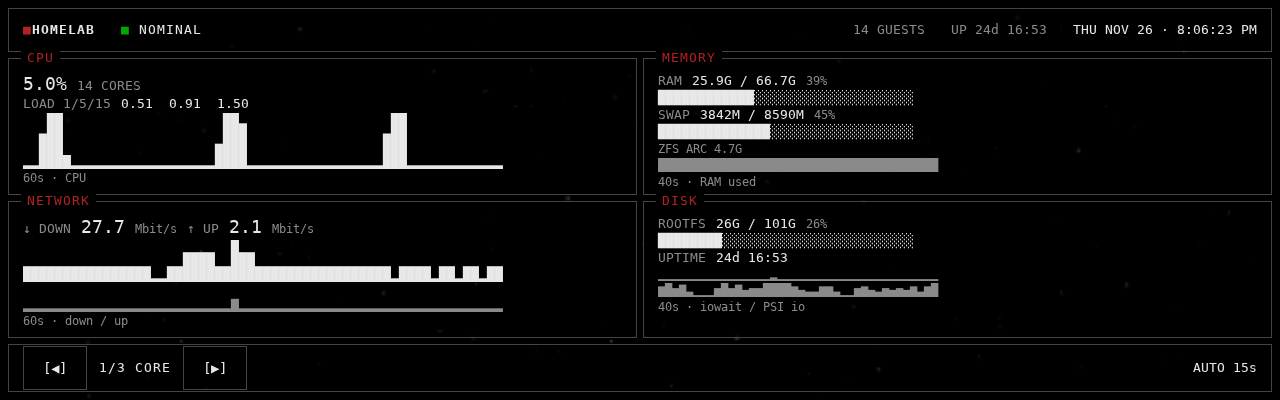 HOMELAB NOMINAL 14 GUESTS UP 24d 16:53 THU NOV 26 · 8:06:23 PM
CPU
5.0% 14 CORES
LOAD 1/5/15 0.51 0.91 1.50
60s · CPU
MEMORY
RAM 25.9G / 66.7G 39%
SWAP 3842M / 8590M 45%
ZFS ARC 4.7G
40s · RAM used
NETWORK
↓ DOWN 27.7 Mbit/s ↑ UP 2.1 Mbit/s
60s · down / up
DISK
ROOTFS 26G / 101G 26%
UPTIME 24d 16:53
40s · iowait / PSI io
[◀] 1/3 CORE [▶] AUTO 15s